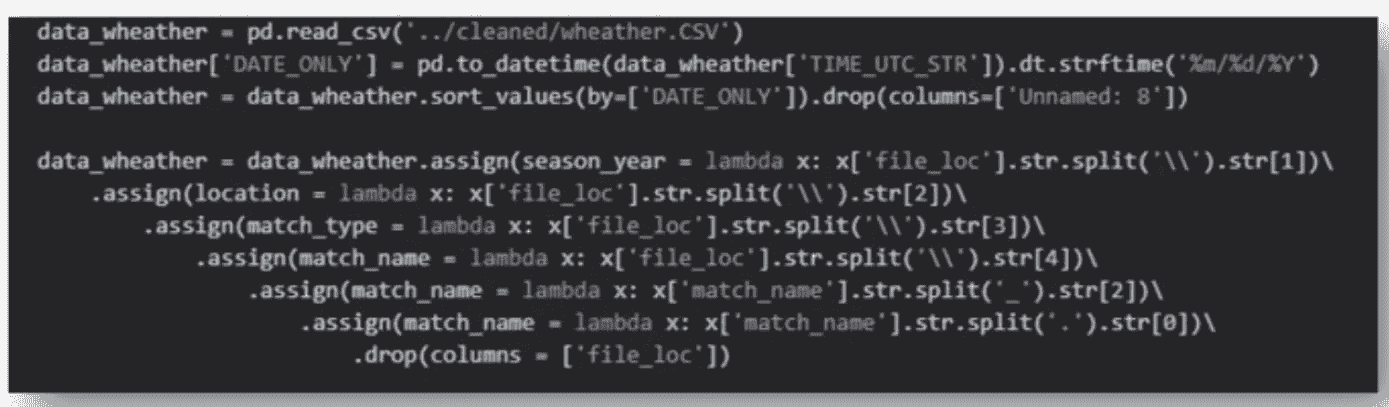 data_wheather = pd.read_csv('../cleaned/wheather.CSV')
data_wheather['DATE_ONLY'] = pd.to_datetime(data_wheather['TIME_UTC_STR']).dt.strftime('%m/%d/%Y')
data_wheather = data_wheather.sort_values(by=['DATE_ONLY']).drop(columns=['Unnamed: 8'])
data_wheather = data_wheather.assign(season_year = lambda x: x['file_loc'].str.split('\\').str[1])\
.assign(location = lambda x: x['file_loc'].str.split('\\').str[2])\
.assign(match_type = lambda x: x['file_loc'].str.split('\\').str[3])\
.assign(match_name = lambda x: x['file_loc'].str.split('\\').str[4])\
.assign(match_name = lambda x: x['match_name'].str.split('_').str[2])\
.assign(match_name = lambda x: x['match_name'].str.split('.').str[0])\
.drop(columns = ['file_loc'])